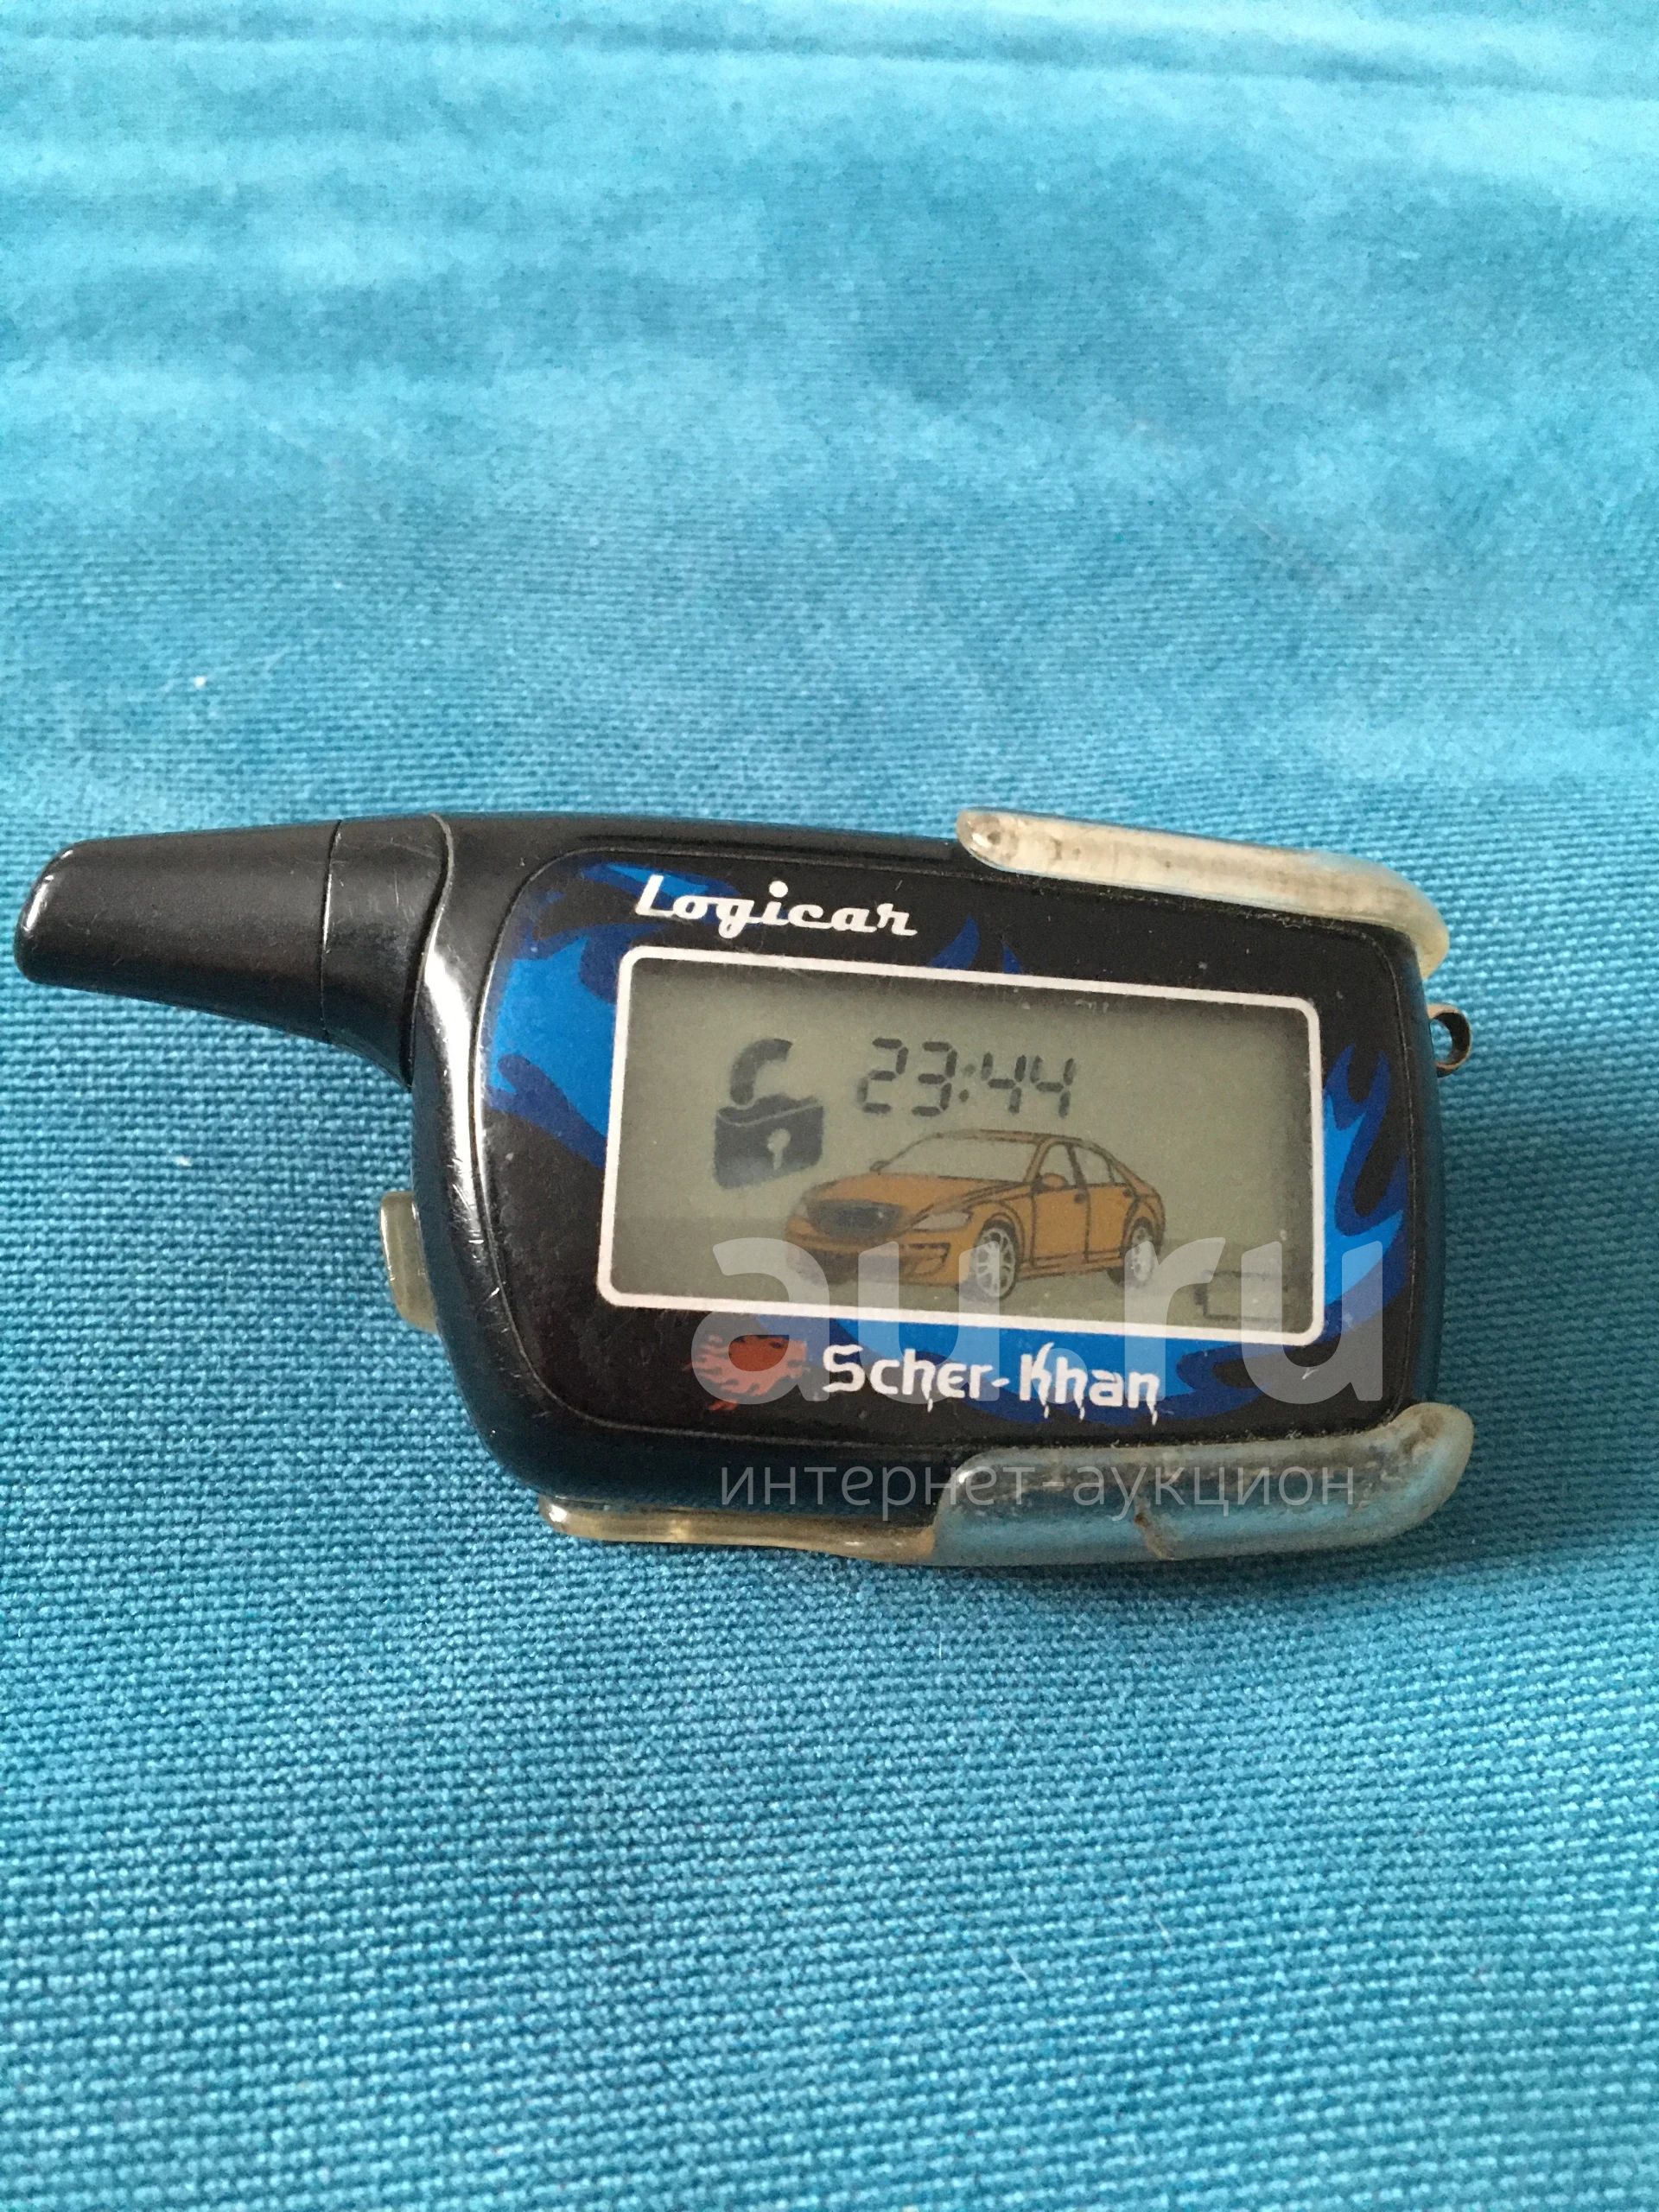 Logicar
23:44
au.ru
Scher-Khan
интернет-аукцион